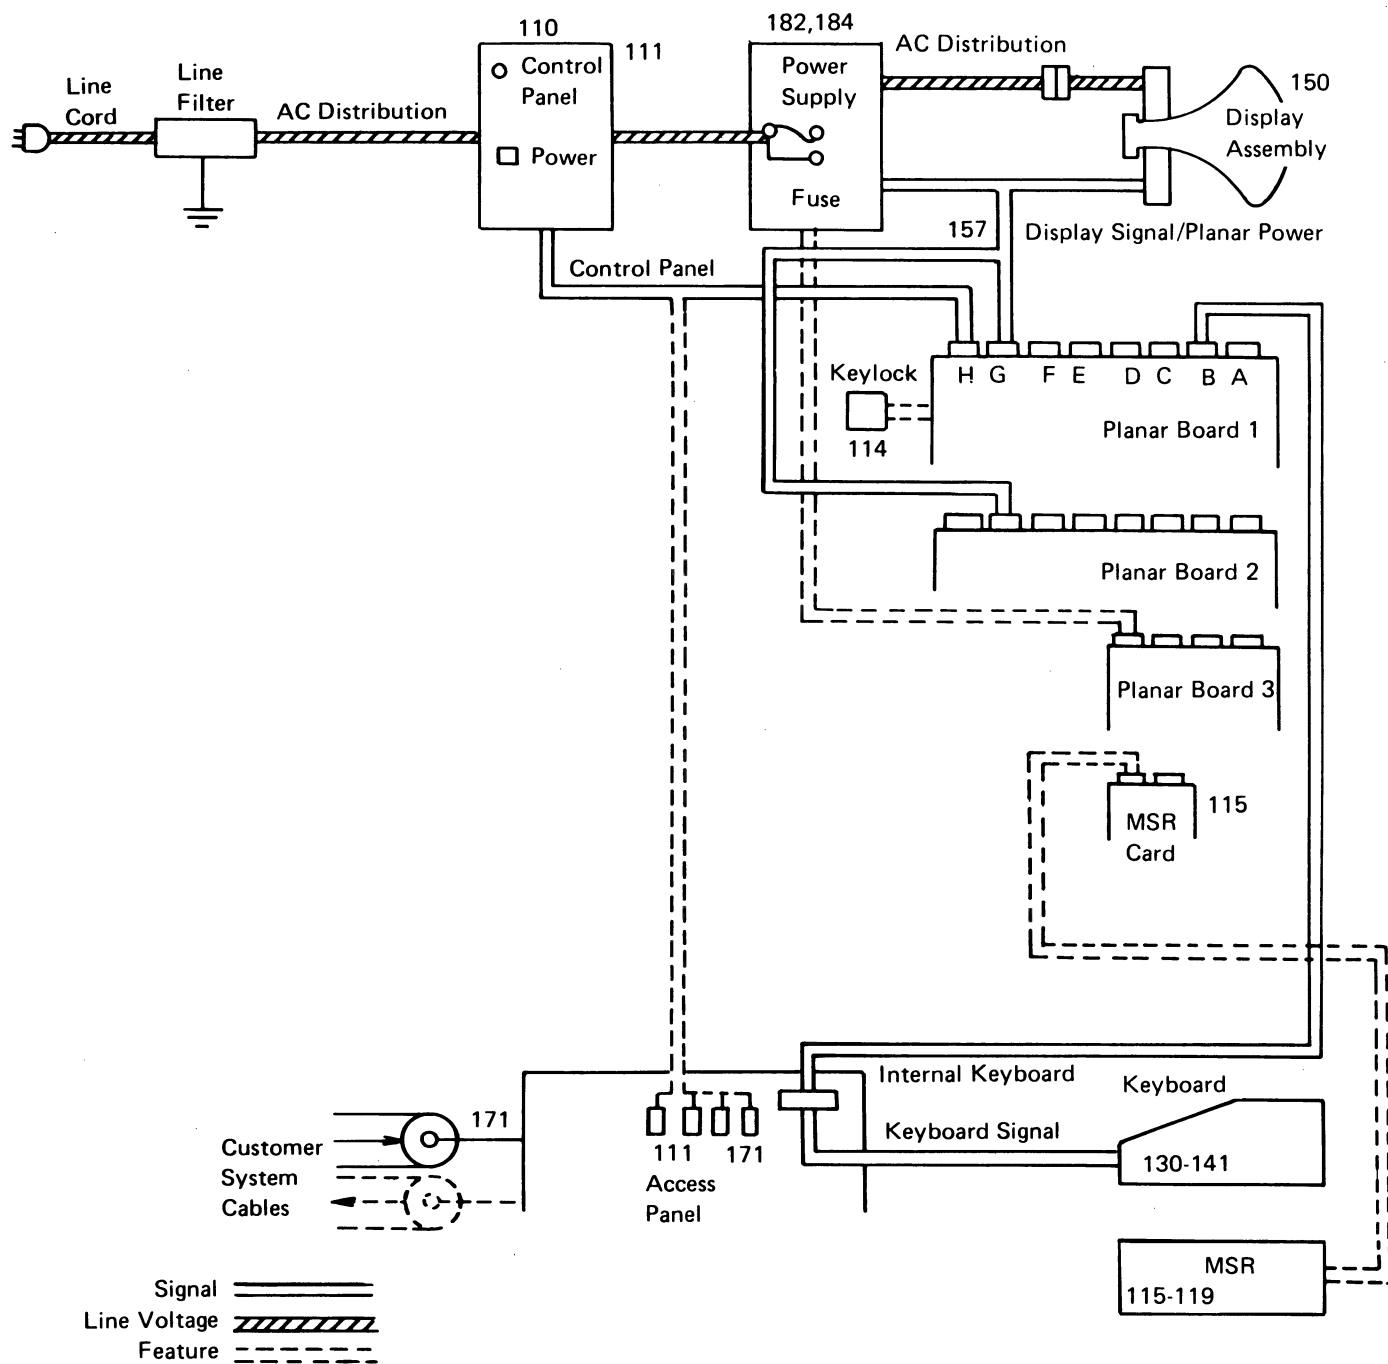 110
182,184
111
AC Distribution
Control
Panel
Power
Supply
150
Line
Cord
Line
Filter
AC Distribution
Display
Assembly
Power
Fuse
157
Display Signal/Planar Power
Control Panel
Keylock
H G F E D C B A
114
Planar Board 1
Planar Board 2
Planar Board 3
115
MSR
Card
Internal Keyboard
Keyboard
171
Customer
System
Cables
111
171
Access
Panel
Keyboard Signal
130-141
MSR
115-119
Signal
Line Voltage
Feature